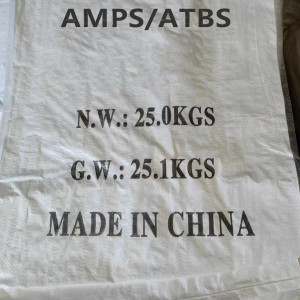 AMPS/ATBS
N.W.: 25.0KGS
G.W.: 25.1KGS
MADE IN CHINA